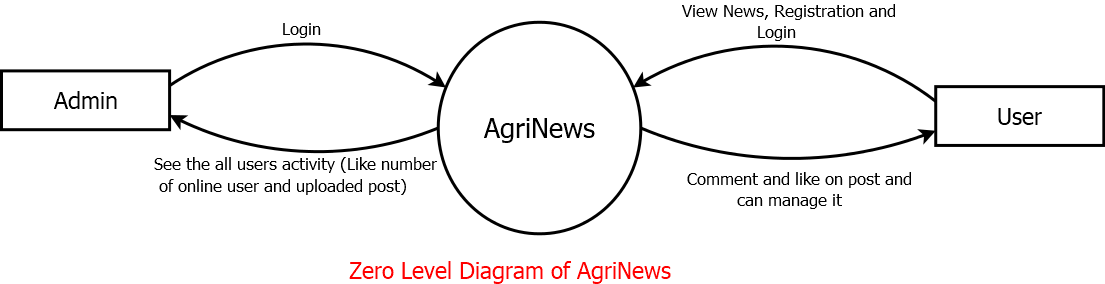 View News, Registration and
Login
Login
Admin
AgriNews
User
See the all users activity (Like number
of online user and uploaded post)
Comment and like on post and
can manage it
Zero Level Diagram of AgriNews